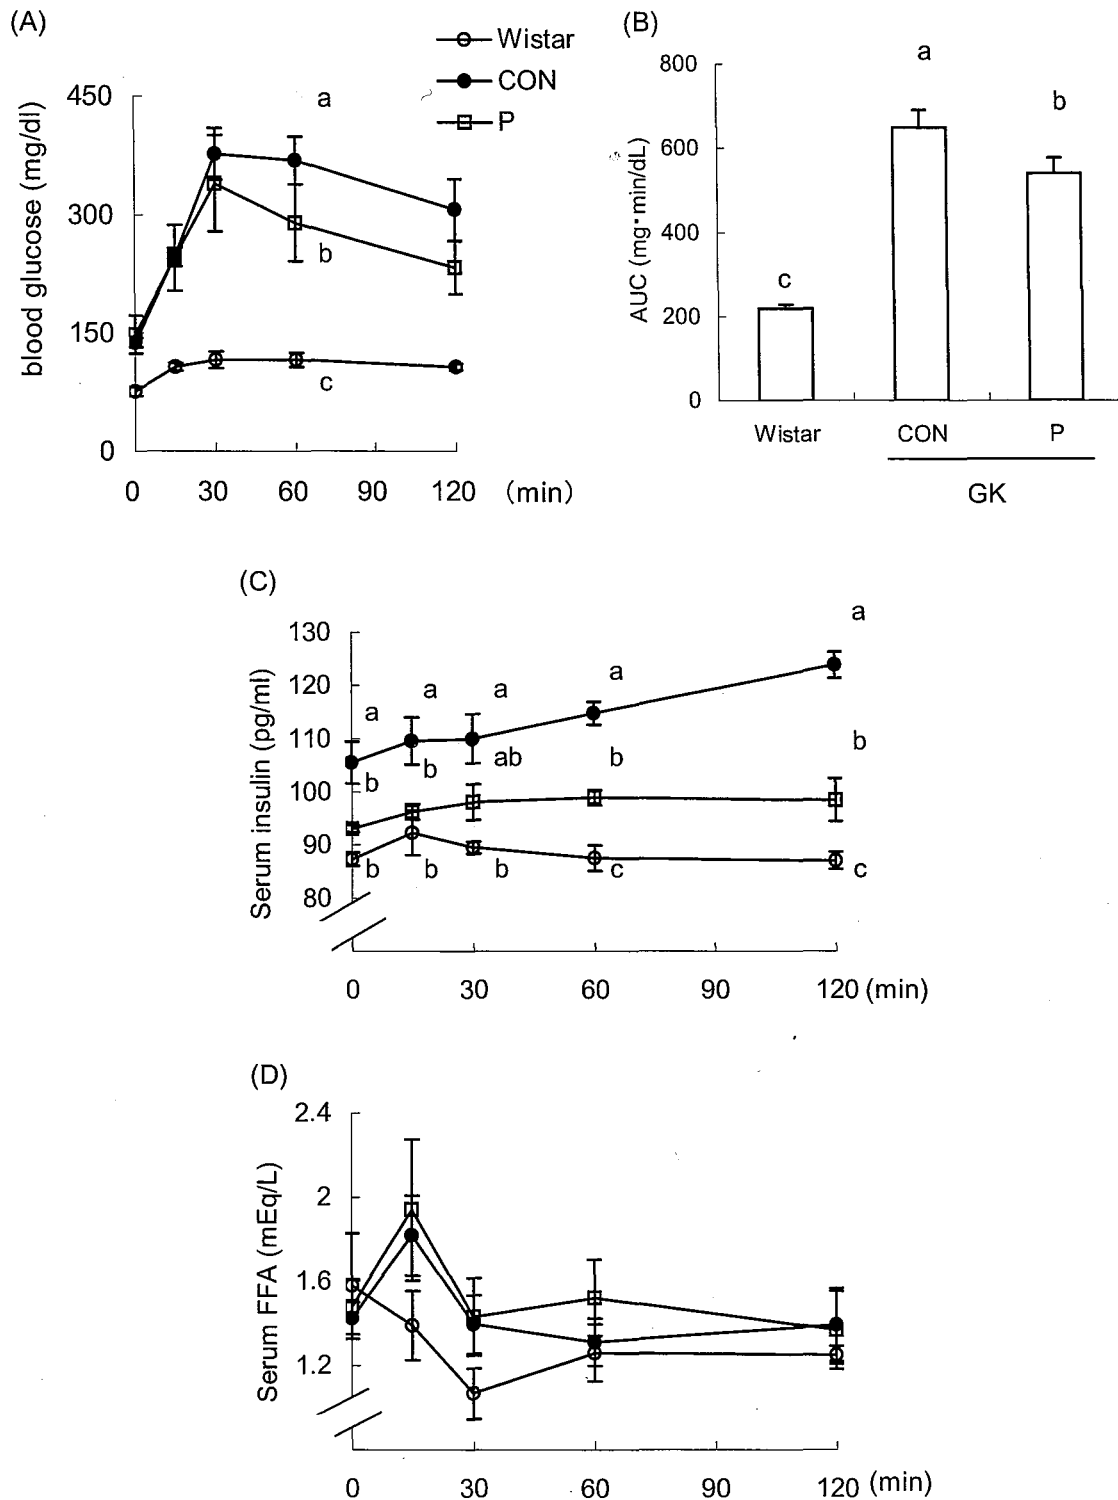 (A)
Wistar
CON
P
450
300
150
0
blood glucose (mg/dl)
a
b
c
0 30 60 90 120 (min)
(B)
800
600
400
200
0
AUC (mg·min/dL)
c
a
b
Wistar CON P
GK
(C)
130
120
110
100
90
80
Serum insulin (pg/ml)
a a a a a
b b ab b b
b b b c c
0 30 60 90 120 (min)
(D)
2.4
2
1.6
1.2
Serum FFA (mEq/L)
0 30 60 90 120 (min)